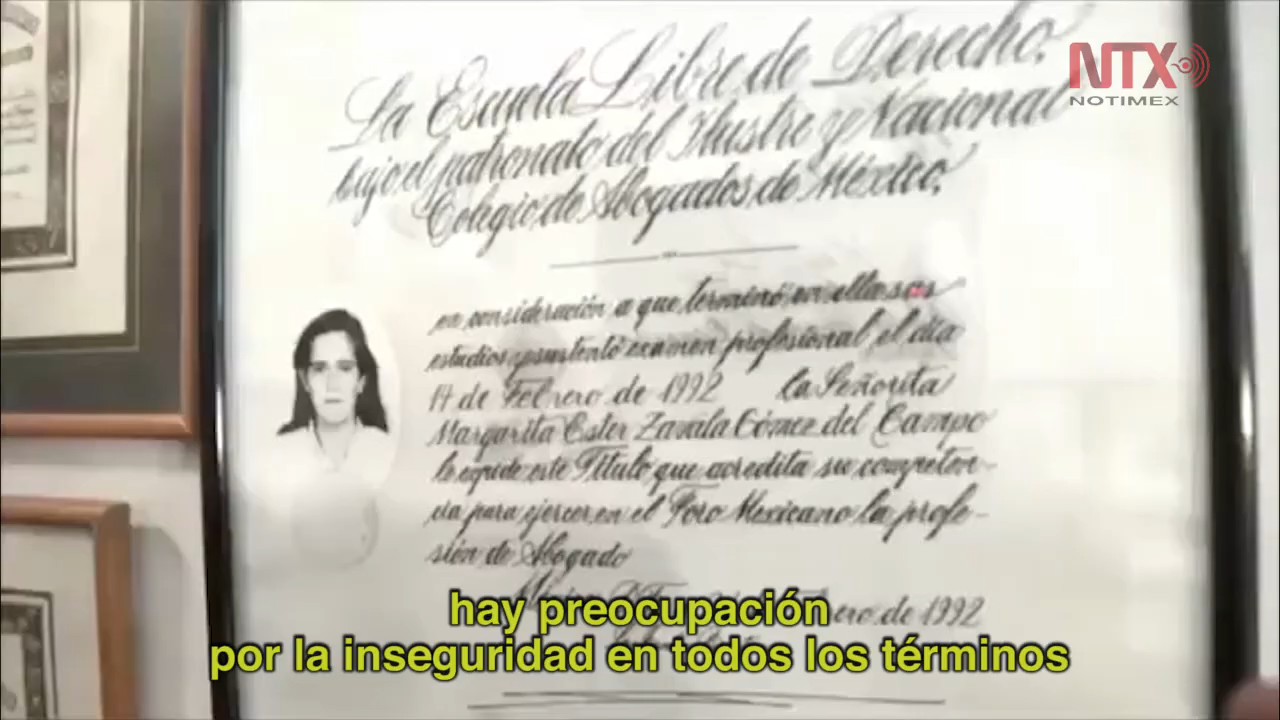 NTX
NOTIMEX
La Escuela Libre de Derecho,
bajo el patronato del Ilustre y Nacional
Colegio de Abogados de México,
en consideración a que terminó en ella sus
estudios y sustentó examen profesional el día
14 de Febrero de 1992 la Señorita
Margarita Ester Zavala Gómez del Campo
le expide este Título que acredita su competen-
cia para ejercer en el Foro Mexicano la profe-
sión de Abogado
de 1992
hay preocupación
por la inseguridad en todos los términos